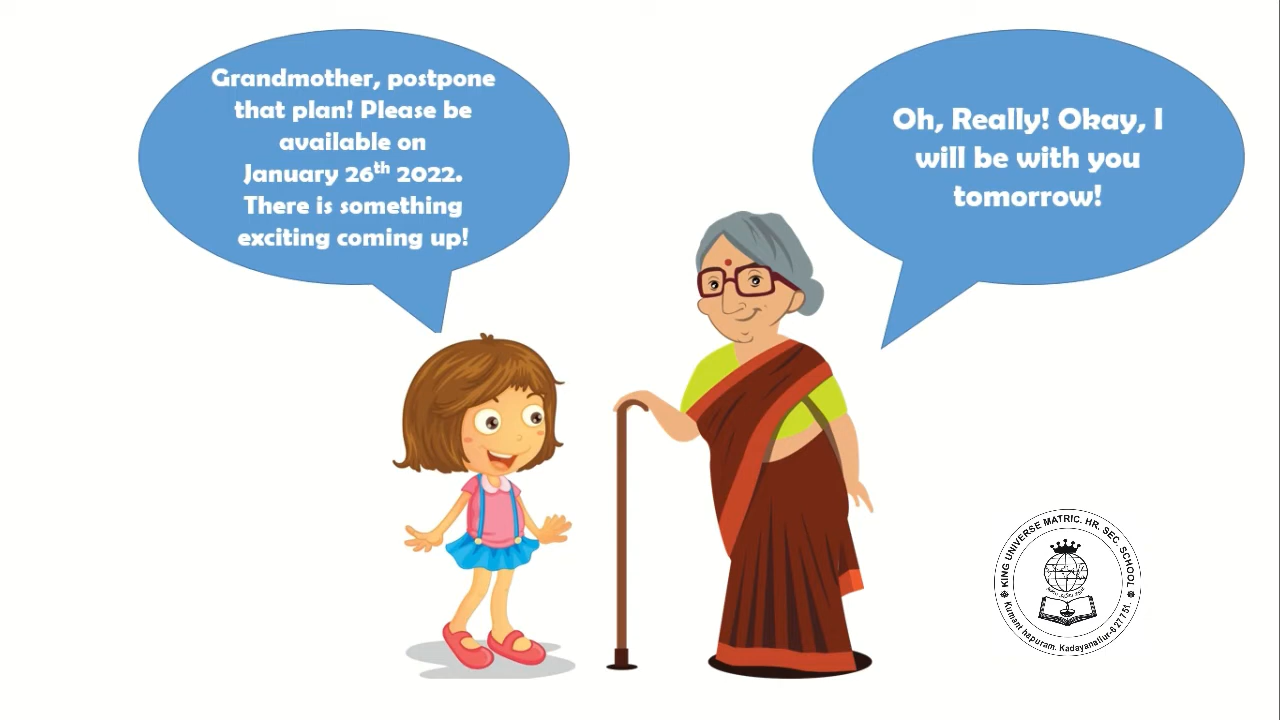 Grandmother, postpone
that plan! Please be
available on
January 26th 2022.
There is something
exciting coming up!
Oh, Really! Okay, I
will be with you
tomorrow!
KING UNIVERSE MATRIC. HR. SEC. SCHOOL
Kadayanallur-627751.